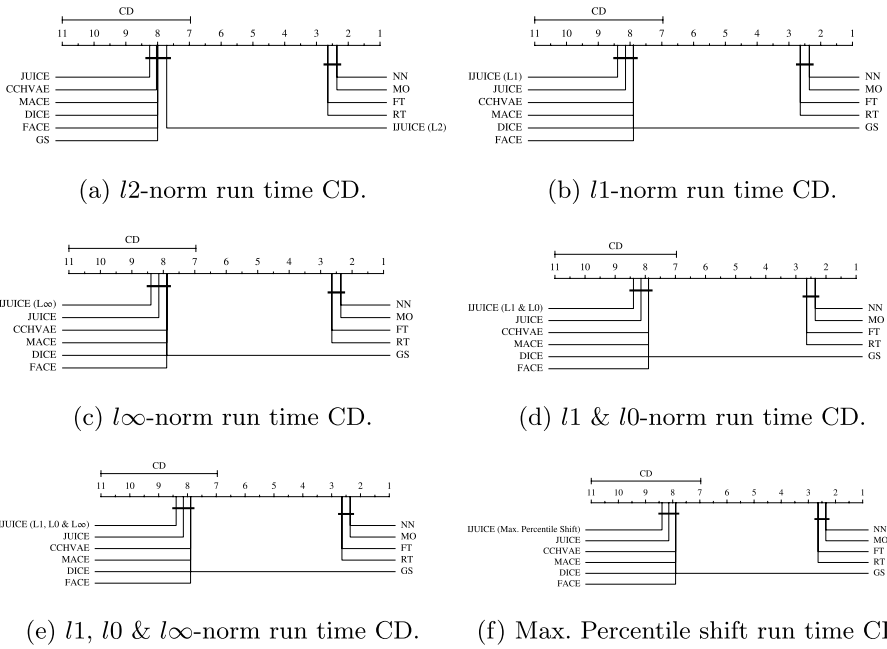 CD
11 10 9 8 7 6 5 4 3 2 1
JUICE NN
CCHVAE MO
MACE FT
DICE RT
FACE IJUICE (L2)
GS
(a) l2-norm run time CD.
CD
11 10 9 8 7 6 5 4 3 2 1
IJUICE (L1) NN
JUICE MO
CCHVAE FT
MACE RT
DICE GS
FACE
(b) l1-norm run time CD.
CD
11 10 9 8 7 6 5 4 3 2 1
IJUICE (L∞) NN
JUICE MO
CCHVAE FT
MACE RT
DICE GS
FACE
(c) l∞-norm run time CD.
CD
11 10 9 8 7 6 5 4 3 2 1
IJUICE (L1 & L0) NN
JUICE MO
CCHVAE FT
MACE RT
DICE GS
FACE
(d) l1 & l0-norm run time CD.
CD
11 10 9 8 7 6 5 4 3 2 1
IJUICE (L1, L0 & L∞) NN
JUICE MO
CCHVAE FT
MACE RT
DICE GS
FACE
(e) l1, l0 & l∞-norm run time CD.
CD
11 10 9 8 7 6 5 4 3 2 1
IJUICE (Max. Percentile Shift) NN
JUICE MO
CCHVAE FT
MACE RT
DICE GS
FACE
(f) Max. Percentile shift run time CD